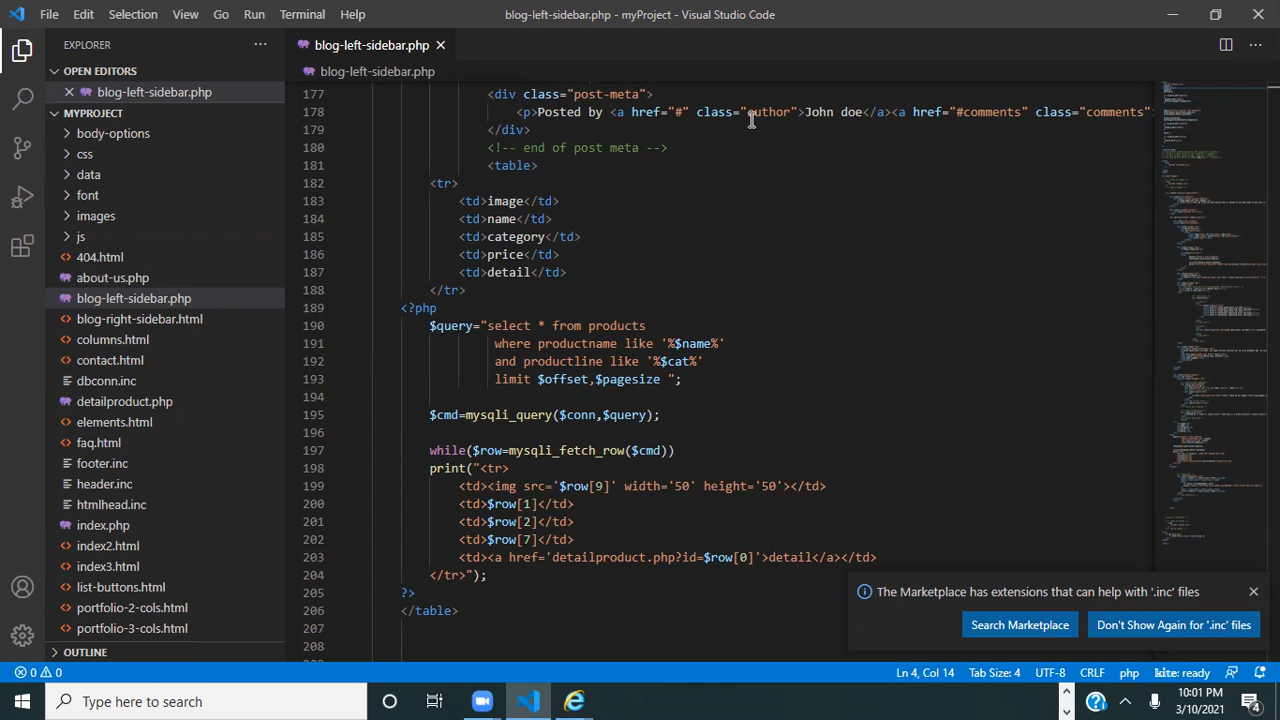 File Edit Selection View Go Run Terminal Help
blog-left-sidebar.php - myProject - Visual Studio Code
EXPLORER
blog-left-sidebar.php
OPEN EDITORS
blog-left-sidebar.php
blog-left-sidebar.php
MYPROJECT
body-options
css
data
font
images
js
404.html
about-us.php
blog-left-sidebar.php
blog-right-sidebar.html
columns.html
contact.html
dbconn.inc
detailproduct.php
elements.html
faq.html
footer.inc
header.inc
htmlhead.inc
index.php
index2.html
index3.html
list-buttons.html
portfolio-2-cols.html
portfolio-3-cols.html
OUTLINE
177 <div class="post-meta">
178 <p>Posted by <a href="#" class="author">John doe</a><a href="#comments" class="comments"
179 </div>
180 <!-- end of post meta -->
181 <table>
182 <tr>
183 <td>image</td>
184 <td>name</td>
185 <td>category</td>
186 <td>price</td>
187 <td>detail</td>
188 </tr>
189 <?php
190 $query="select * from products
191 where productname like '%$name%'
192 and productline like '%$cat%'
193 limit $offset,$pagesize ";
194
195 $cmd=mysqli_query($conn,$query);
196
197 while($row=mysqli_fetch_row($cmd))
198 print("<tr>
199 <td><img src='$row[9]' width='50' height='50'></td>
200 <td>$row[1]</td>
201 <td>$row[2]</td>
202 <td>$row[7]</td>
203 <td><a href='detailproduct.php?id=$row[0]'>detail</a></td>
204 </tr>");
205 ?>
206 </table>
207
208
The Marketplace has extensions that can help with '.inc' files
Search Marketplace
Don't Show Again for '.inc' files
0 0
Ln 4, Col 14 Tab Size: 4 UTF-8 CRLF php kite: ready
Type here to search
10:01 PM
3/10/2021
4